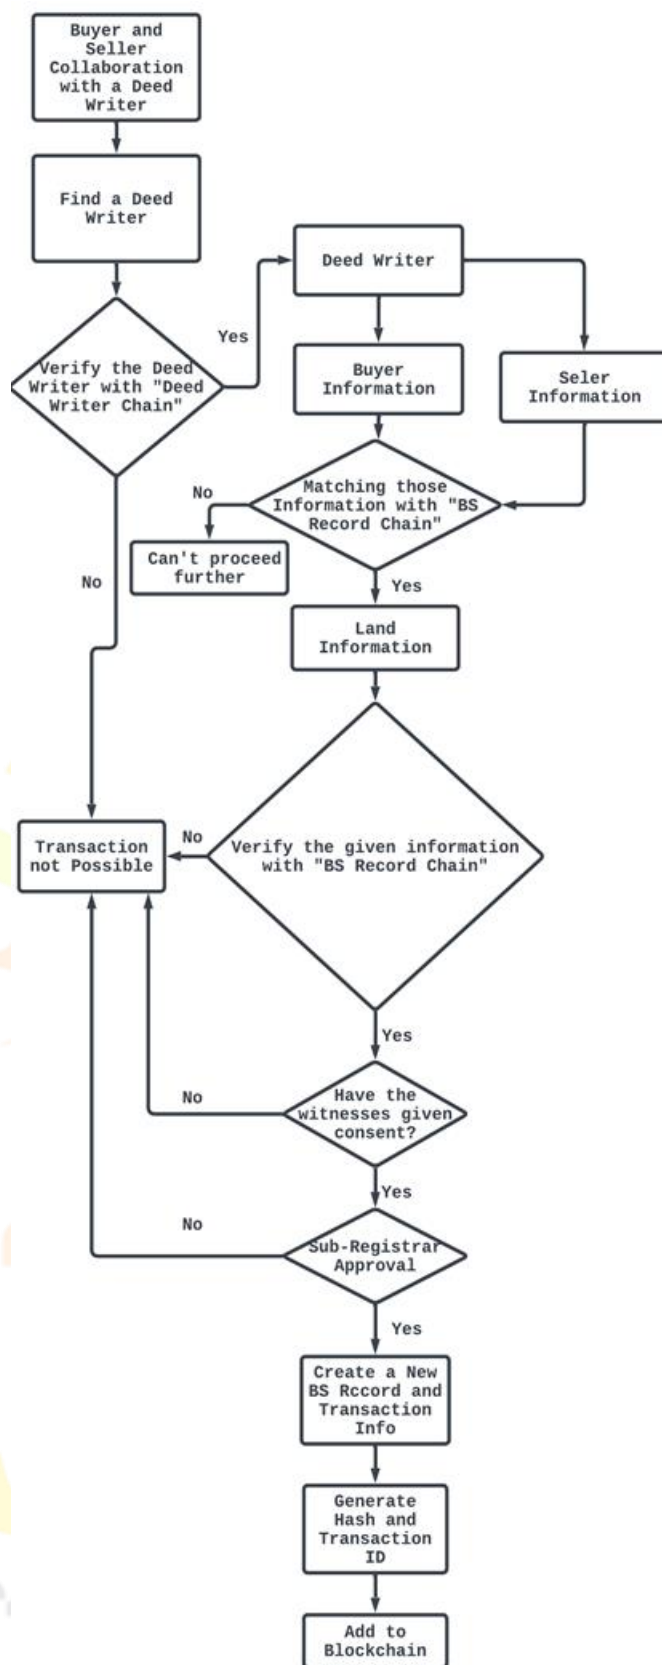 Buyer and
Seller
Collaboration
with a Deed
Writer
Find a Deed
Writer
Verify the Deed
Writer with "Deed
Writer Chain"
Yes
No
Deed Writer
Buyer
Information
Seler
Information
Matching those
Information with "BS
Record Chain"
No
Can't proceed
further
Yes
Land
Information
Verify the given information
with "BS Record Chain"
No
Transaction
not Possible
Yes
Have the
witnesses given
consent?
No
Yes
Sub-Registrar
Approval
No
Yes
Create a New
BS Rccord and
Transaction
Info
Generate
Hash and
Transaction
ID
Add to
Blockchain